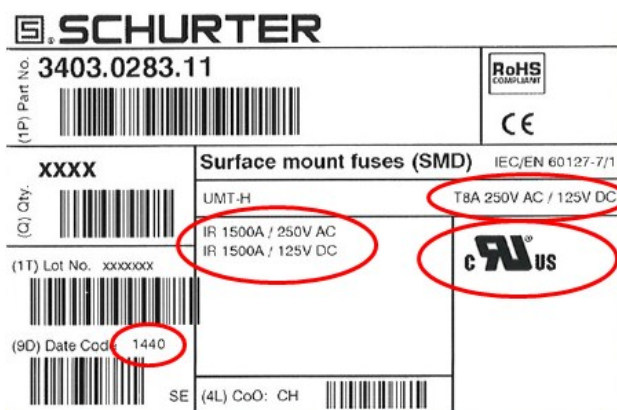 SCHURTER
(1P) Part No. 3403.0283.11
RoHS
COMPLIANT
CE
(Q) Qty. XXXX
Surface mount fuses (SMD) IEC/EN 60127-7/1
UMT-H T8A 250V AC / 125V DC
IR 1500A / 250V AC
IR 1500A / 125V DC
c RU ® US
(1T) Lot No. xxxxxxx
(9D) Date Code 1440
SE (4L) CoO: CH